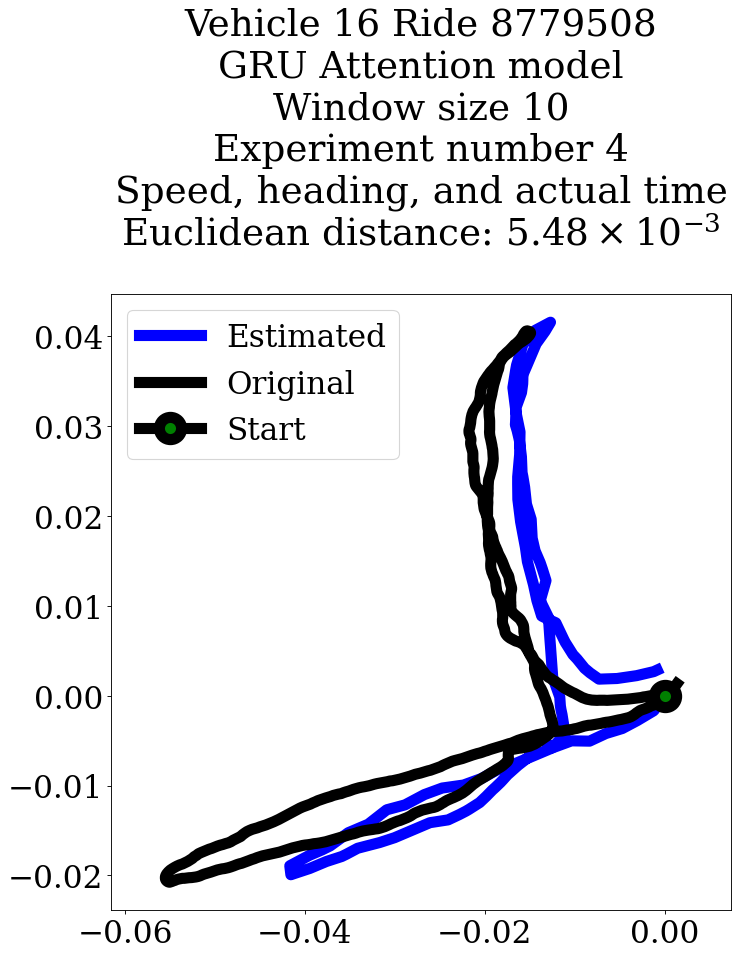 Vehicle 16 Ride 8779508
GRU Attention model
Window size 10
Experiment number 4
Speed, heading, and actual time
Euclidean distance: 5.48 × 10⁻³
Estimated
Original
Start
0.04
0.03
0.02
0.01
0.00
−0.01
−0.02
−0.06
−0.04
−0.02
0.00